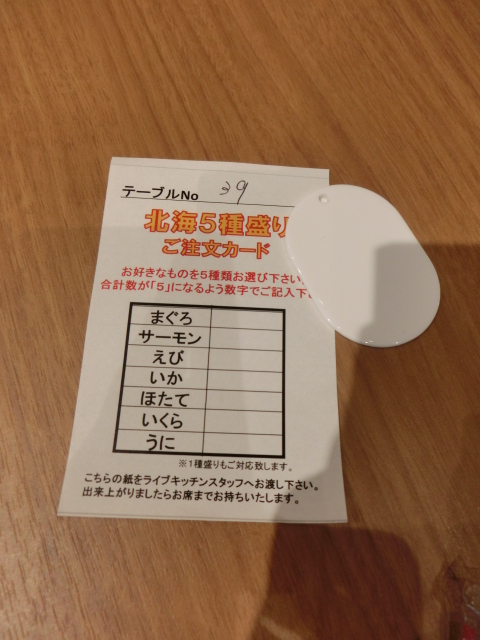 テーブルNo 39
北海5種盛り
ご注文カード
お好きなものを5種類お選び下さい
合計数が「5」になるよう数字でご記入下
まぐろ
サーモン
えび
いか
ほたて
いくら
うに
※1種盛りもご対応致します。
こちらの紙をライブキッチンスタッフへお渡し下さい。
出来上がりましたらお席までお持ちいたします。